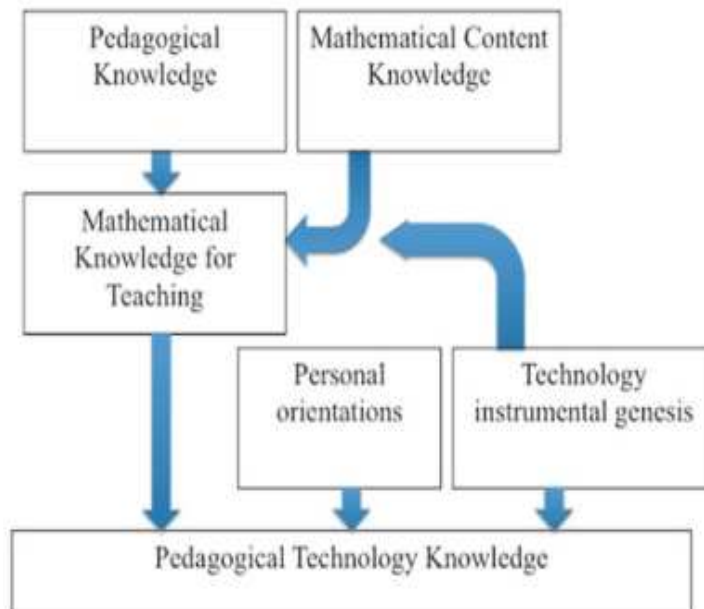 Pedagogical
Knowledge
Mathematical Content
Knowledge
Mathematical
Knowledge for
Teaching
Personal
orientations
Technology
instrumental genesis
Pedagogical Technology Knowledge